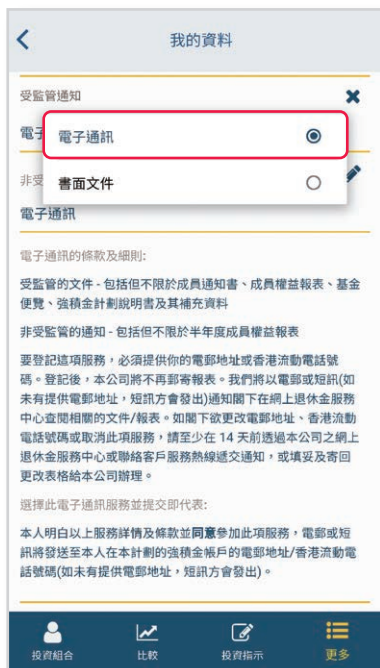 我的資料
受監管通知
電子
電子通訊
非受
書面文件
電子通訊
電子通訊的條款及細則:
受監管的文件 - 包括但不限於成員通知書、成員權益報表、基金
便覽、強積金計劃說明書及其補充資料
非受監管的通知 - 包括但不限於半年度成員權益報表
要登記這項服務，必須提供你的電郵地址或香港流動電話號
碼。登記後，本公司將不再郵寄報表。我們將以電郵或短訊(如
未有提供電郵地址，短訊方會發出)通知閣下在網上退休金服務
中心查閱相關的文件/報表。如閣下欲更改電郵地址、香港流動
電話號碼或取消此項服務，請至少在 14 天前透過本公司之網上
退休金服務中心或聯絡客戶服務熱線遞交通知，或填妥及寄回
更改表格給本公司辦理。
選擇此電子通訊服務並提交即代表:
本人明白以上服務詳情及條款並同意參加此項服務，電郵或短
訊將發送至本人在本計劃的強積金帳戶的電郵地址/香港流動電
話號碼(如未有提供電郵地址，短訊方會發出)。
投資組合
比較
投資指示
更多